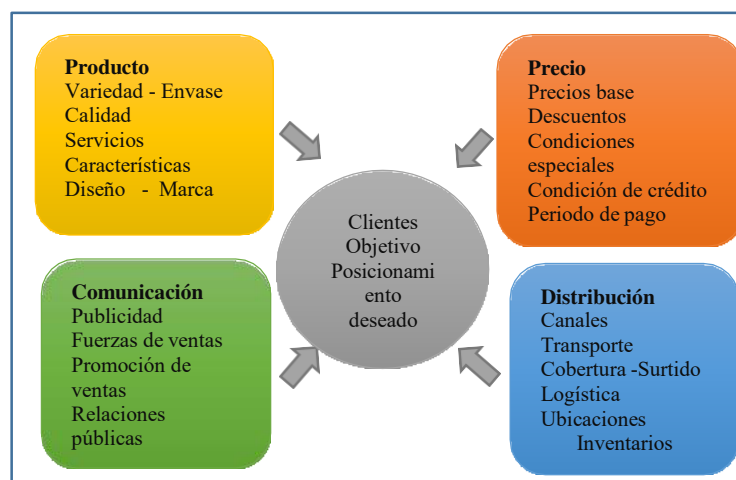 Producto
Variedad - Envase
Calidad
Servicios
Características
Diseño - Marca
Precio
Precios base
Descuentos
Condiciones
especiales
Condición de crédito
Periodo de pago
Clientes
Objetivo
Posicionami
ento
deseado
Comunicación
Publicidad
Fuerzas de ventas
Promoción de
ventas
Relaciones
públicas
Distribución
Canales
Transporte
Cobertura -Surtido
Logística
Ubicaciones
Inventarios